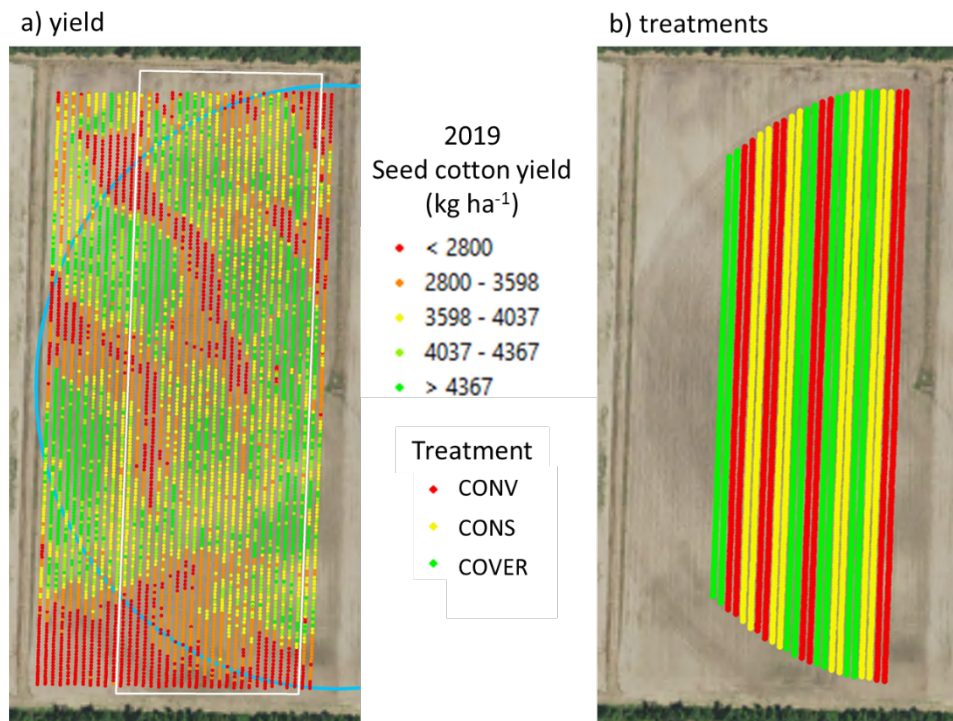 a) yield
b) treatments
2019
Seed cotton yield
(kg ha⁻¹)
< 2800
2800 - 3598
3598 - 4037
4037 - 4367
> 4367
Treatment
CONV
CONS
COVER